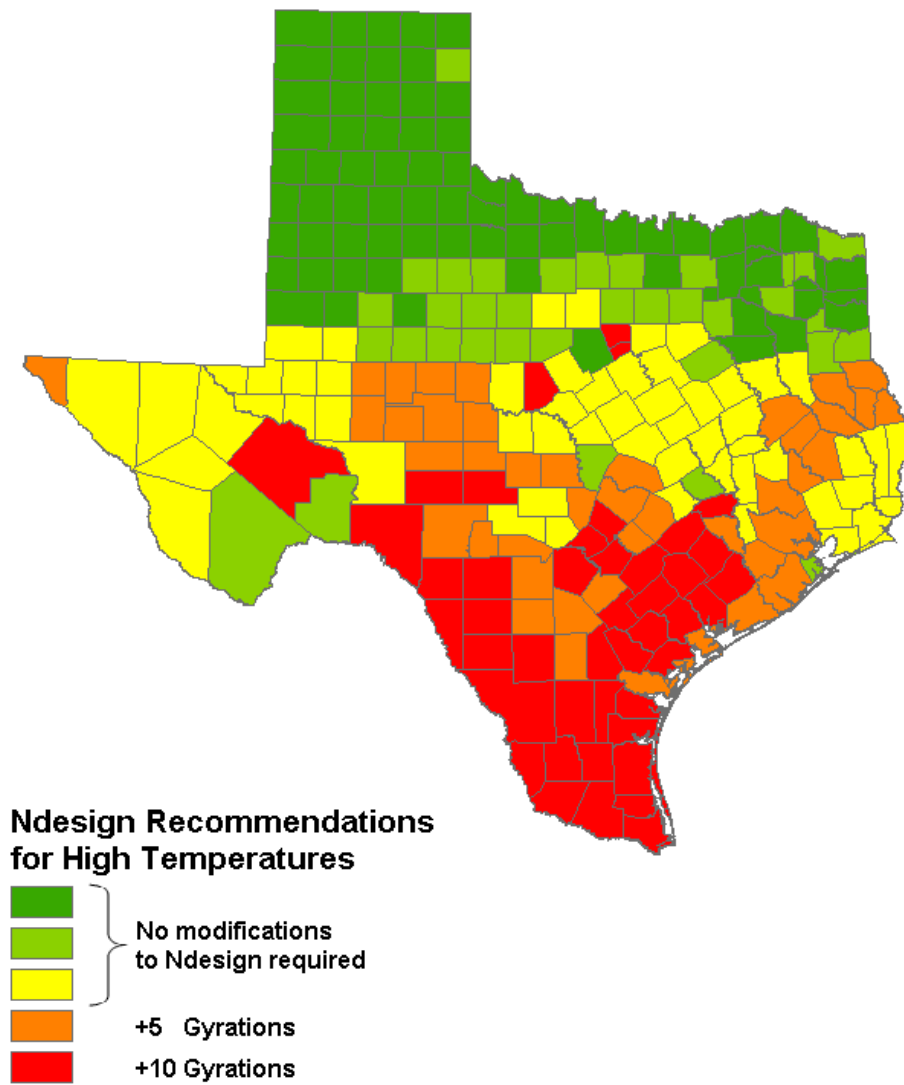 Ndesign Recommendations
for High Temperatures
No modifications
to Ndesign required
+5 Gyrations
+10 Gyrations